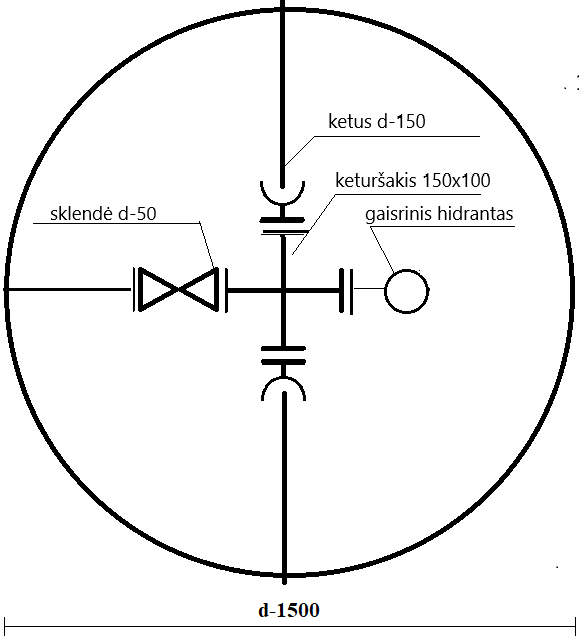 ketus d-150
keturšakis 150x100
sklendė d-50
gaisrinis hidrantas
d-1500